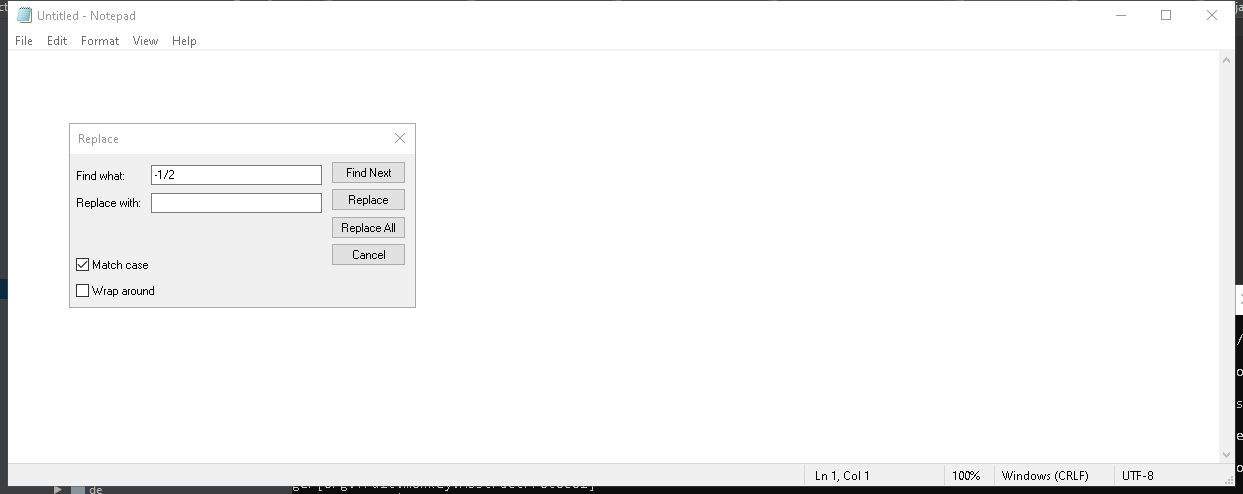 Untitled - Notepad
File Edit Format View Help
Replace
Find what: -1/2 Find Next
Replace with: Replace
Replace All
Cancel
Match case
Wrap around
Ln 1, Col 1 100% Windows (CRLF) UTF-8
de